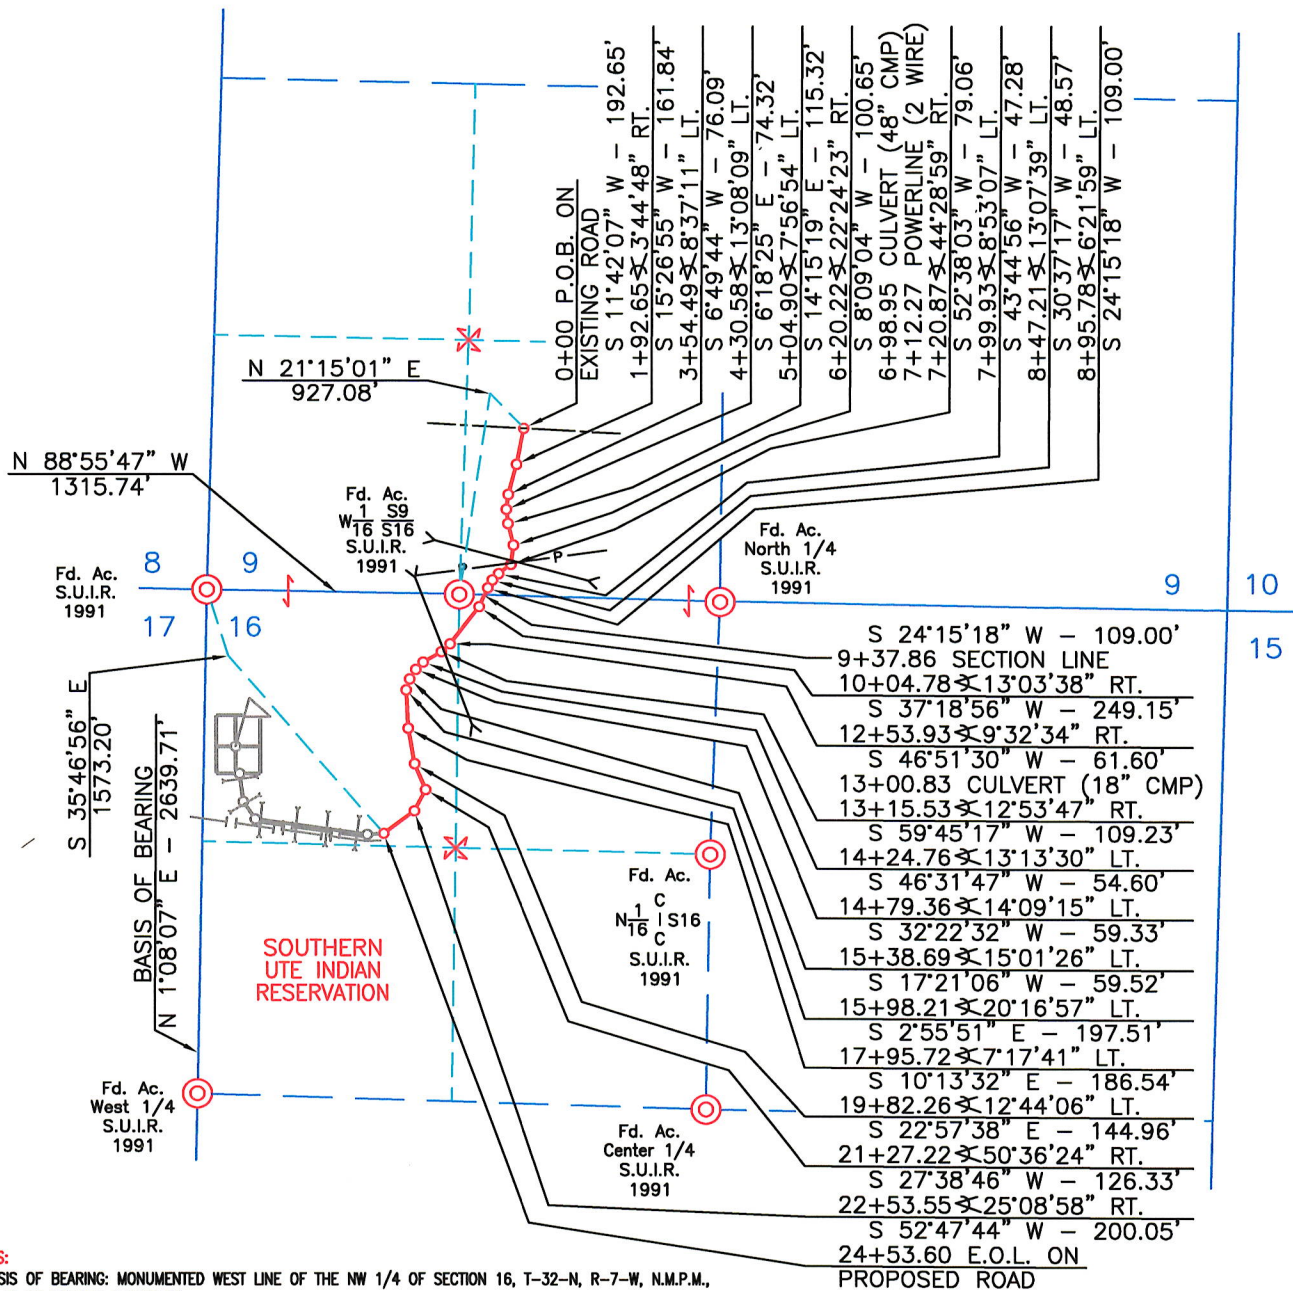 0+00 P.O.B. ON
EXISTING ROAD
S 11°42'07" W – 192.65'
1+92.65∢3°44'48" RT.
S 15°26'55" W – 161.84'
3+54.49∢8°37'11" LT.
S 6°49'44" W – 76.09'
4+30.58∢13°08'09" LT.
S 6°18'25" E – 74.32'
5+04.90∢7°56'54" LT.
S 14°15'19" E – 115.32'
6+20.22∢22°24'23" RT.
S 8°09'04" W – 100.65'
6+98.95 CULVERT (48" CMP)
7+12.27 POWERLINE (2 WIRE)
7+20.87∢44°28'59" RT.
S 52°38'03" W – 79.06'
7+99.93∢8°53'07" LT.
S 43°44'56" W – 47.28'
8+47.21∢13°07'39" LT.
S 30°37'17" W – 48.57'
8+95.78∢6°21'59" LT.
S 24°15'18" W – 109.00'
N 21°15'01" E
927.08'
N 88°55'47" W
1315.74'
Fd. Ac.
W 1/16 S9/S16
S.U.I.R.
1991
P
P
Fd. Ac.
North 1/4
S.U.I.R.
1991
8
9
9
10
Fd. Ac.
S.U.I.R.
1991
17
16
15
S 35°46'56" E
1573.20'
BASIS OF BEARING
N 1°08'07" E – 2639.71'
S 24°15'18" W – 109.00'
9+37.86 SECTION LINE
10+04.78∢13°03'38" RT.
S 37°18'56" W – 249.15'
12+53.93∢9°32'34" RT.
S 46°51'30" W – 61.60'
13+00.83 CULVERT (18" CMP)
13+15.53∢12°53'47" RT.
S 59°45'17" W – 109.23'
14+24.76∢13°13'30" LT.
S 46°31'47" W – 54.60'
14+79.36∢14°09'15" LT.
S 32°22'32" W – 59.33'
15+38.69∢15°01'26" LT.
S 17°21'06" W – 59.52'
15+98.21∢20°16'57" LT.
S 2°55'51" E – 197.51'
17+95.72∢7°17'41" LT.
S 10°13'32" E – 186.54'
19+82.26∢12°44'06" LT.
S 22°57'38" E – 144.96'
21+27.22∢50°36'24" RT.
S 27°38'46" W – 126.33'
22+53.55∢25°08'58" RT.
S 52°47'44" W – 200.05'
24+53.60 E.O.L. ON
PROPOSED ROAD
Fd. Ac.
C
N 1/16 | S16
C
S.U.I.R.
1991
SOUTHERN
UTE INDIAN
RESERVATION
Fd. Ac.
West 1/4
S.U.I.R.
1991
Fd. Ac.
Center 1/4
S.U.I.R.
1991
S:
SIS OF BEARING: MONUMENTED WEST LINE OF THE NW 1/4 OF SECTION 16, T-32-N, R-7-W, N.M.P.M.,